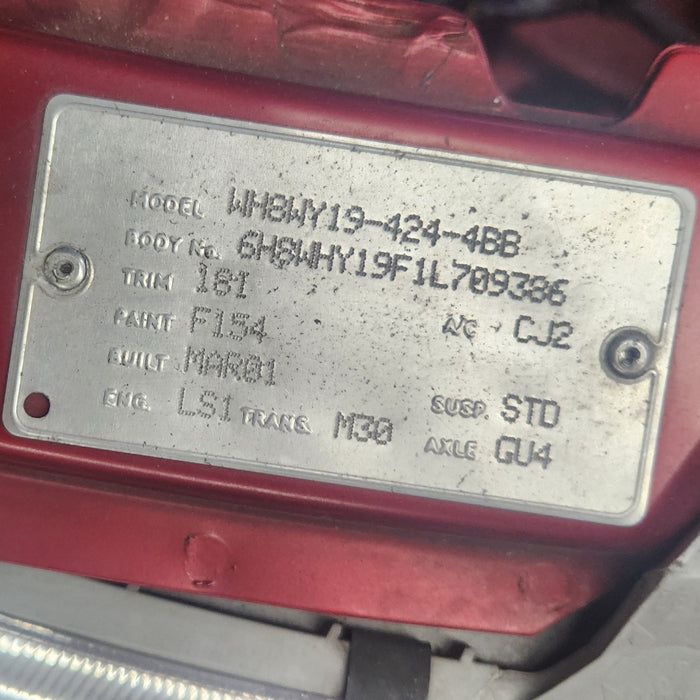 MODEL WH8WY19-424-4BB
BODY No. 6H8WHY19F1L709386
TRIM 18I
PAINT F154 A/C CJ2
BUILT MAR01
ENG. LS1 TRANS. M30 SUSP. STD
AXLE GU4